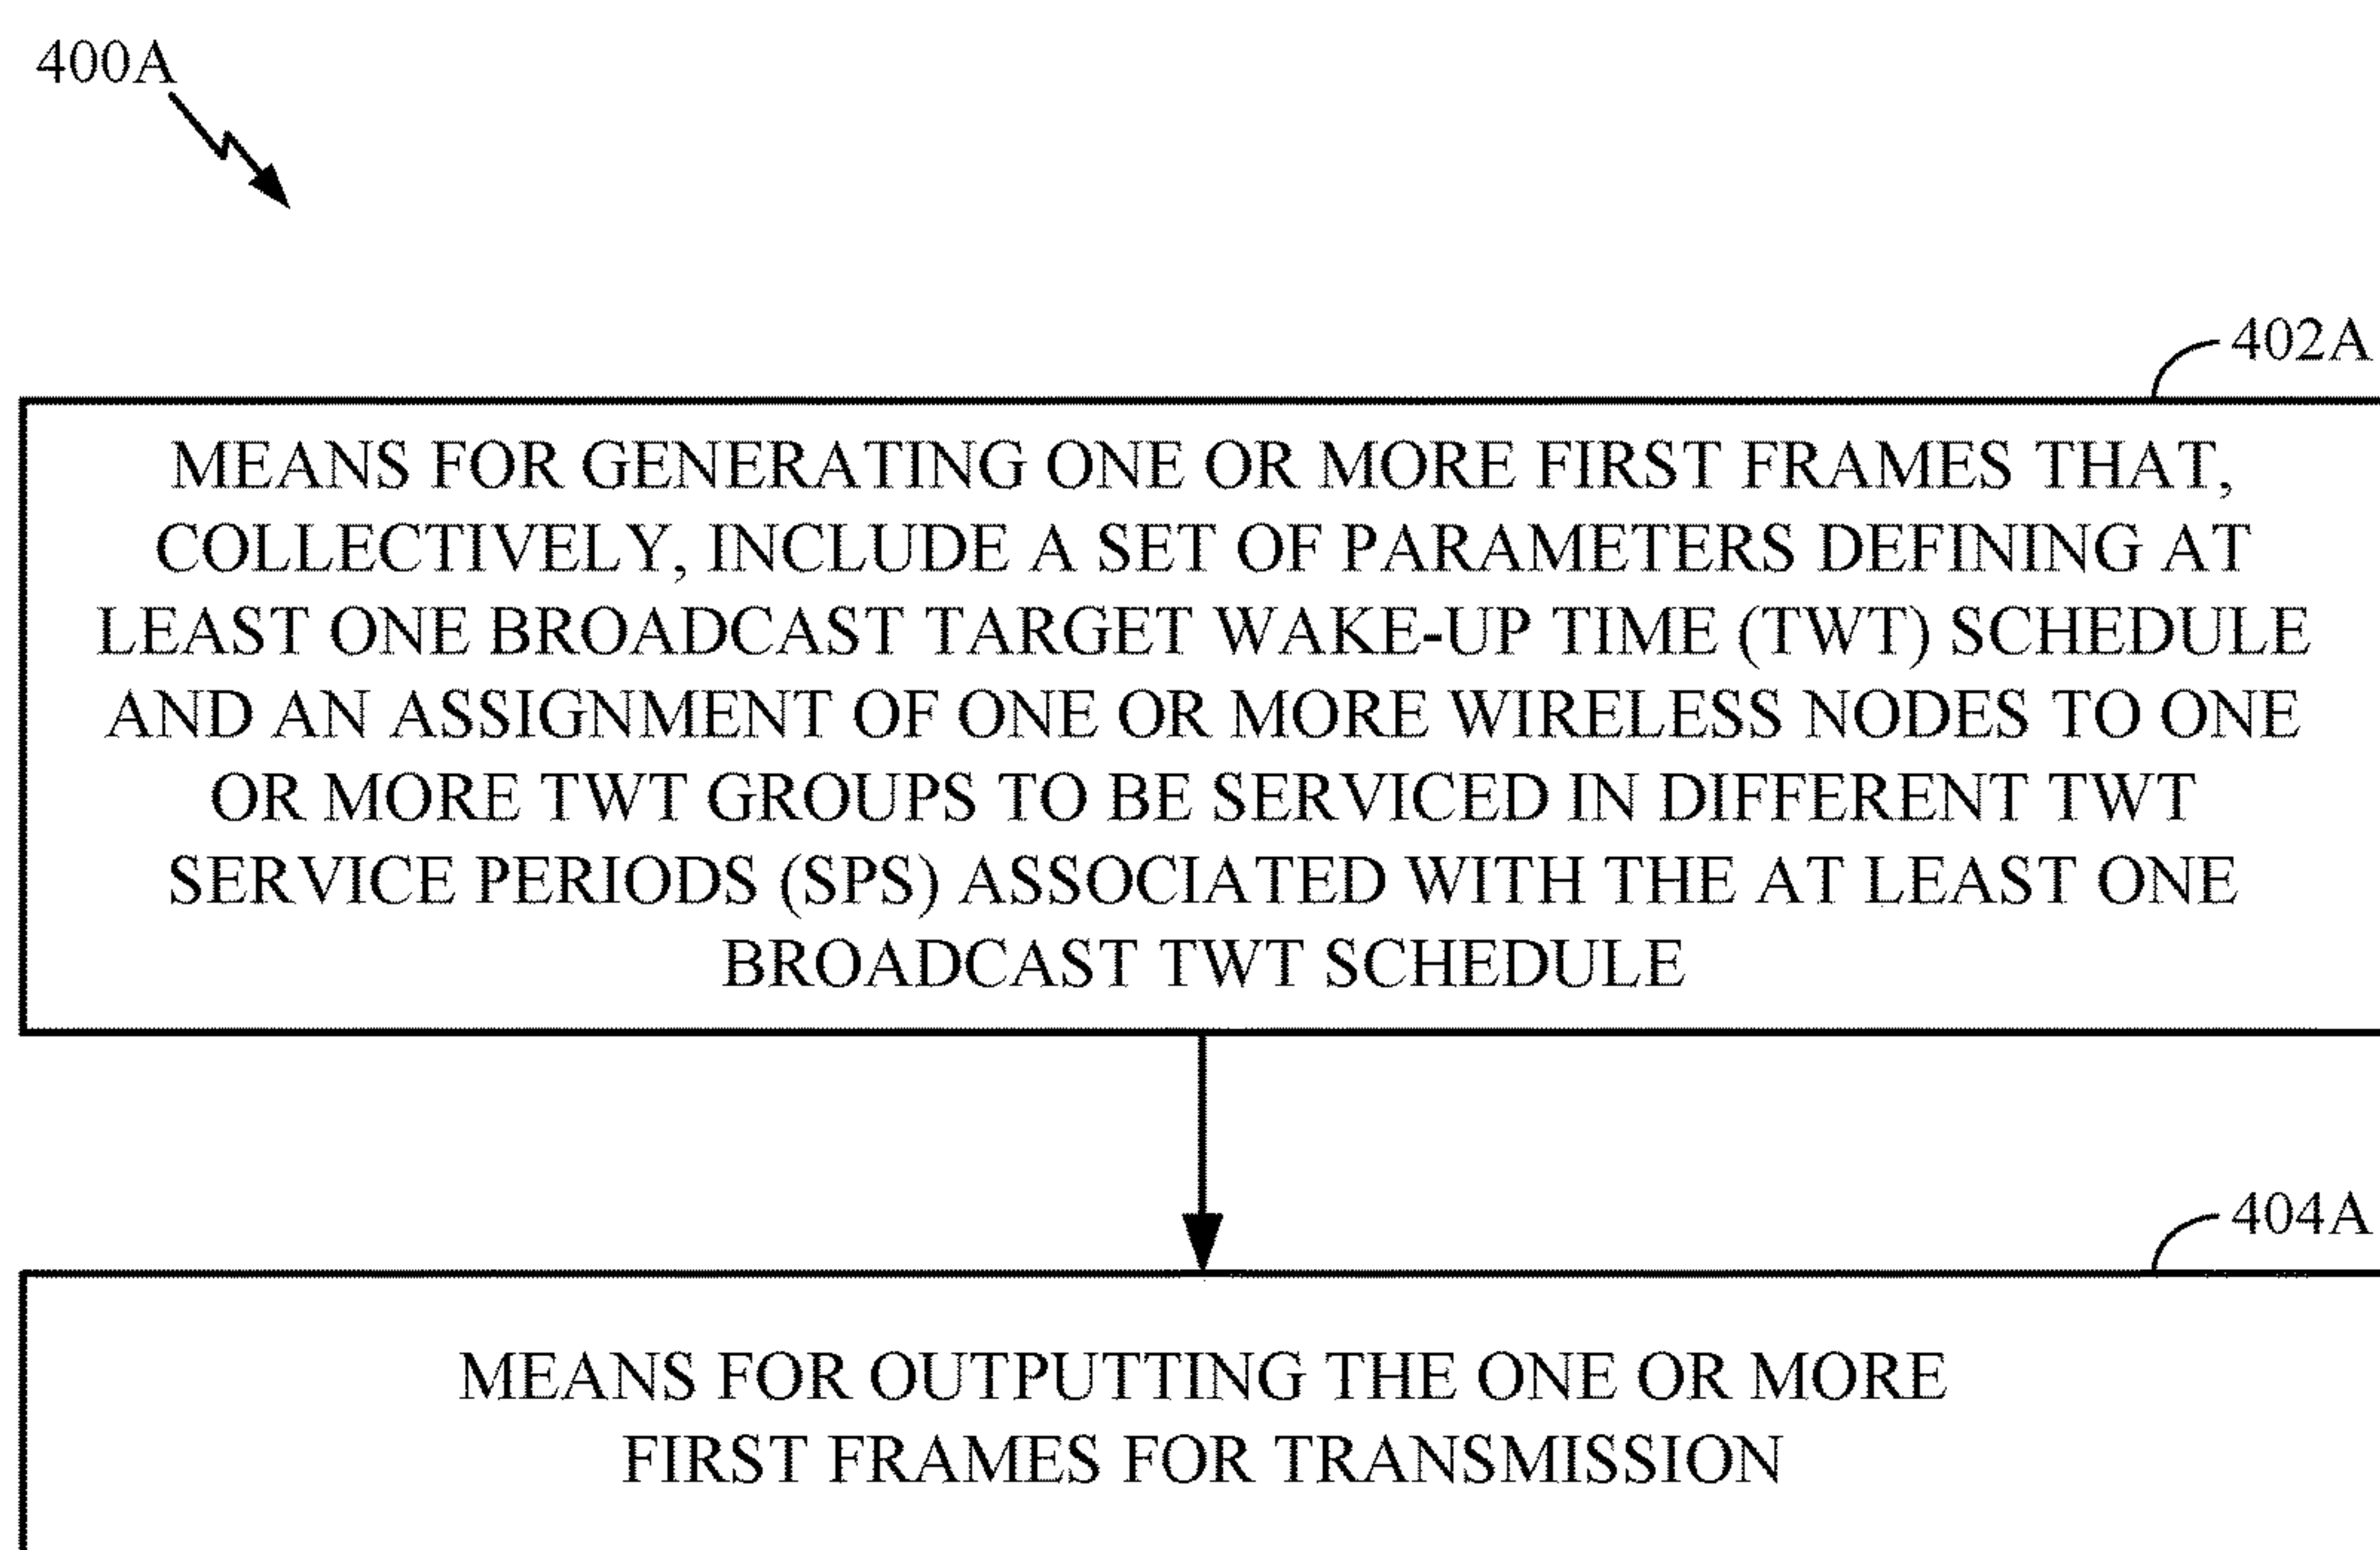 400A
402A
MEANS FOR GENERATING ONE OR MORE FIRST FRAMES THAT,
COLLECTIVELY, INCLUDE A SET OF PARAMETERS DEFINING AT
LEAST ONE BROADCAST TARGET WAKE-UP TIME (TWT) SCHEDULE
AND AN ASSIGNMENT OF ONE OR MORE WIRELESS NODES TO ONE
OR MORE TWT GROUPS TO BE SERVICED IN DIFFERENT TWT
SERVICE PERIODS (SPS) ASSOCIATED WITH THE AT LEAST ONE
BROADCAST TWT SCHEDULE
404A
MEANS FOR OUTPUTTING THE ONE OR MORE
FIRST FRAMES FOR TRANSMISSION